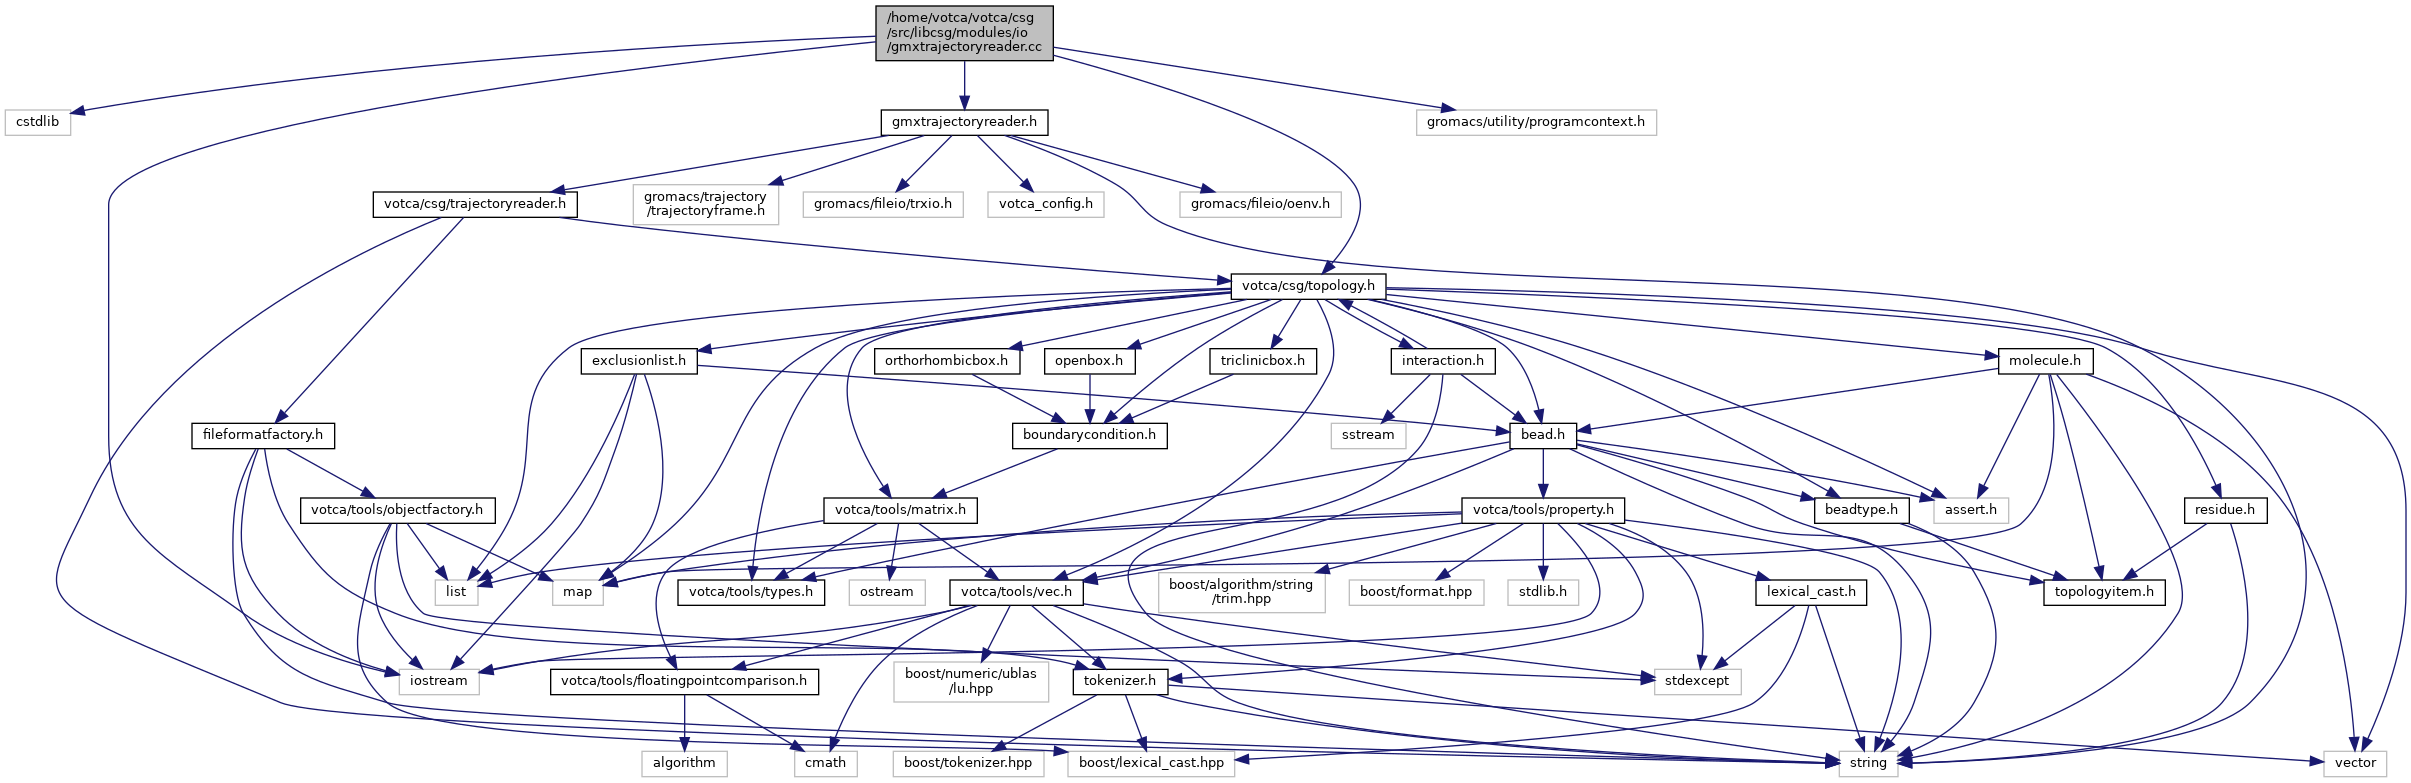 /home/votca/votca/csg
/src/libcsg/modules/io
/gmxtrajectoryreader.cc
cstdlib
gmxtrajectoryreader.h
gromacs/utility/programcontext.h
votca/csg/trajectoryreader.h
gromacs/trajectory
/trajectoryframe.h
gromacs/fileio/trxio.h
votca_config.h
gromacs/fileio/oenv.h
votca/csg/topology.h
exclusionlist.h
orthorhombicbox.h
openbox.h
triclinicbox.h
interaction.h
molecule.h
fileformatfactory.h
boundarycondition.h
sstream
bead.h
votca/tools/objectfactory.h
votca/tools/matrix.h
votca/tools/property.h
beadtype.h
assert.h
residue.h
list
map
votca/tools/types.h
ostream
votca/tools/vec.h
boost/algorithm/string
/trim.hpp
boost/format.hpp
stdlib.h
lexical_cast.h
topologyitem.h
iostream
votca/tools/floatingpointcomparison.h
boost/numeric/ublas
/lu.hpp
tokenizer.h
stdexcept
algorithm
cmath
boost/tokenizer.hpp
boost/lexical_cast.hpp
string
vector